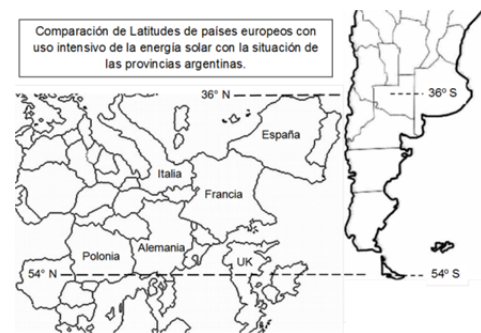 Comparación de Latitudes de países europeos con
uso intensivo de la energía solar con la situación de
las provincias argentinas.
36° N
36º S
España
Italia
Francia
Polonia
Alemania
UK
54° N
54° S